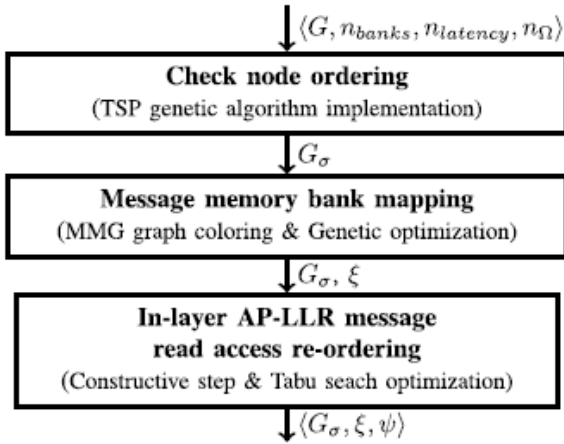 ⟨G, n_banks, n_latency, n_Ω⟩
Check node ordering
(TSP genetic algorithm implementation)
G_σ
Message memory bank mapping
(MMG graph coloring & Genetic optimization)
G_σ, ξ
In-layer AP-LLR message
read access re-ordering
(Constructive step & Tabu seach optimization)
⟨G_σ, ξ, ψ⟩